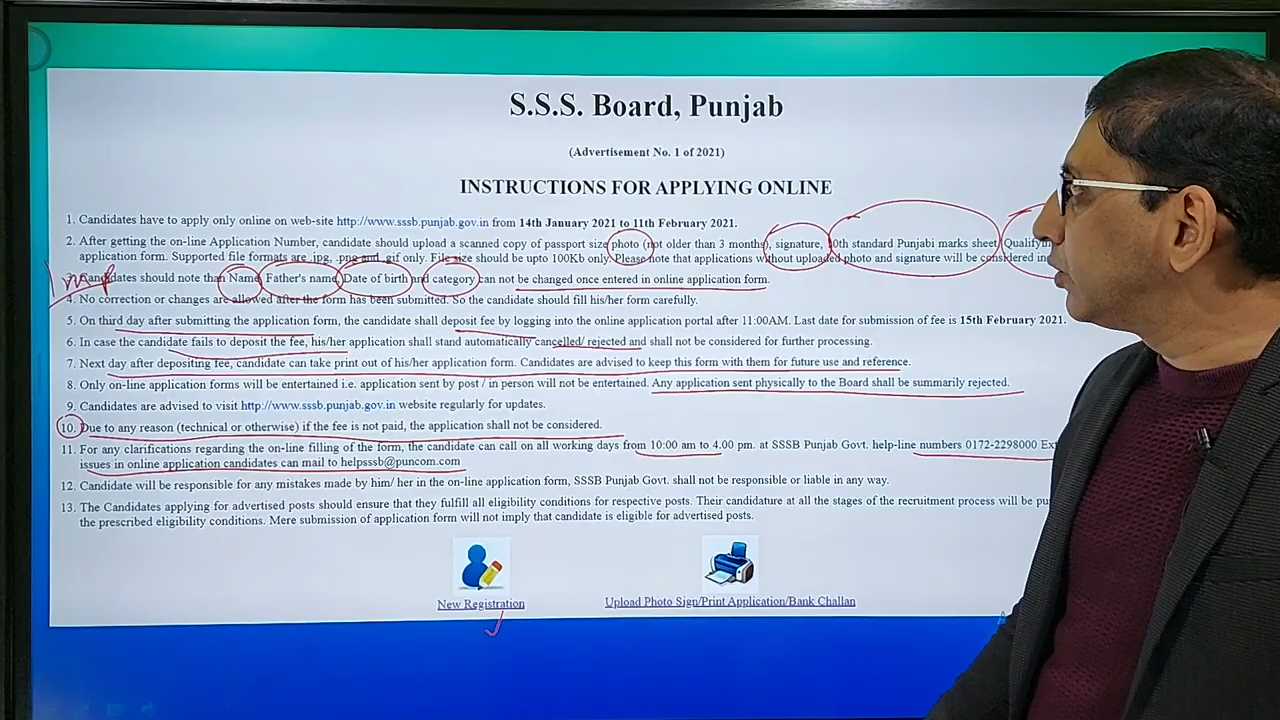 S.S.S. Board, Punjab
(Advertisement No. 1 of 2021)
INSTRUCTIONS FOR APPLYING ONLINE
1. Candidates have to apply only online on web-site http://www.sssb.punjab.gov.in from 14th January 2021 to 11th February 2021.
2. After getting the on-line Application Number, candidate should upload a scanned copy of passport size photo (not older than 3 months), signature, 10th standard Punjabi marks sheet,
application form. Supported file formats are .jpg, .png and .gif only. File size should be upto 100Kb only. Please note that applications without uploaded photo and signature will be considered
3. Candidates should note than Name, Father's name, Date of birth and category can not be changed once entered in online application form.
Imp
4. No correction or changes are allowed after the form has been submitted. So the candidate should fill his/her form carefully.
5. On third day after submitting the application form, the candidate shall deposit fee by logging into the online application portal after 11:00AM. Last date for submission of fee is 15th February 2021.
6. In case the candidate fails to deposit the fee, his/her application shall stand automatically cancelled/ rejected and shall not be considered for further processing.
7. Next day after depositing fee, candidate can take print out of his/her application form. Candidates are advised to keep this form with them for future use and reference.
8. Only on-line application forms will be entertained i.e. application sent by post / in person will not be entertained. Any application sent physically to the Board shall be summarily rejected.
9. Candidates are advised to visit http://www.sssb.punjab.gov.in website regularly for updates.
10. Due to any reason (technical or otherwise) if the fee is not paid, the application shall not be considered.
11. For any clarifications regarding the on-line filling of the form, the candidate can call on all working days from 10:00 am to 4.00 pm. at SSSB Punjab Govt. help-line numbers 0172-2298000
issues in online application candidates can mail to helpsssb@puncom.com
12. Candidate will be responsible for any mistakes made by him/ her in the on-line application form, SSSB Punjab Govt. shall not be responsible or liable in any way.
13. The Candidates applying for advertised posts should ensure that they fulfill all eligibility conditions for respective posts. Their candidature at all the stages of the recruitment process will be
the prescribed eligibility conditions. Mere submission of application form will not imply that candidate is eligible for advertised posts.
New Registration
Upload Photo Sign/Print Application/Bank Challan